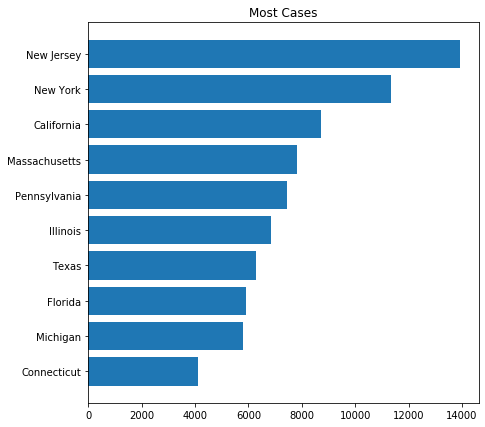 Most Cases
New Jersey
New York
California
Massachusetts
Pennsylvania
Illinois
Texas
Florida
Michigan
Connecticut
0 2000 4000 6000 8000 10000 12000 14000